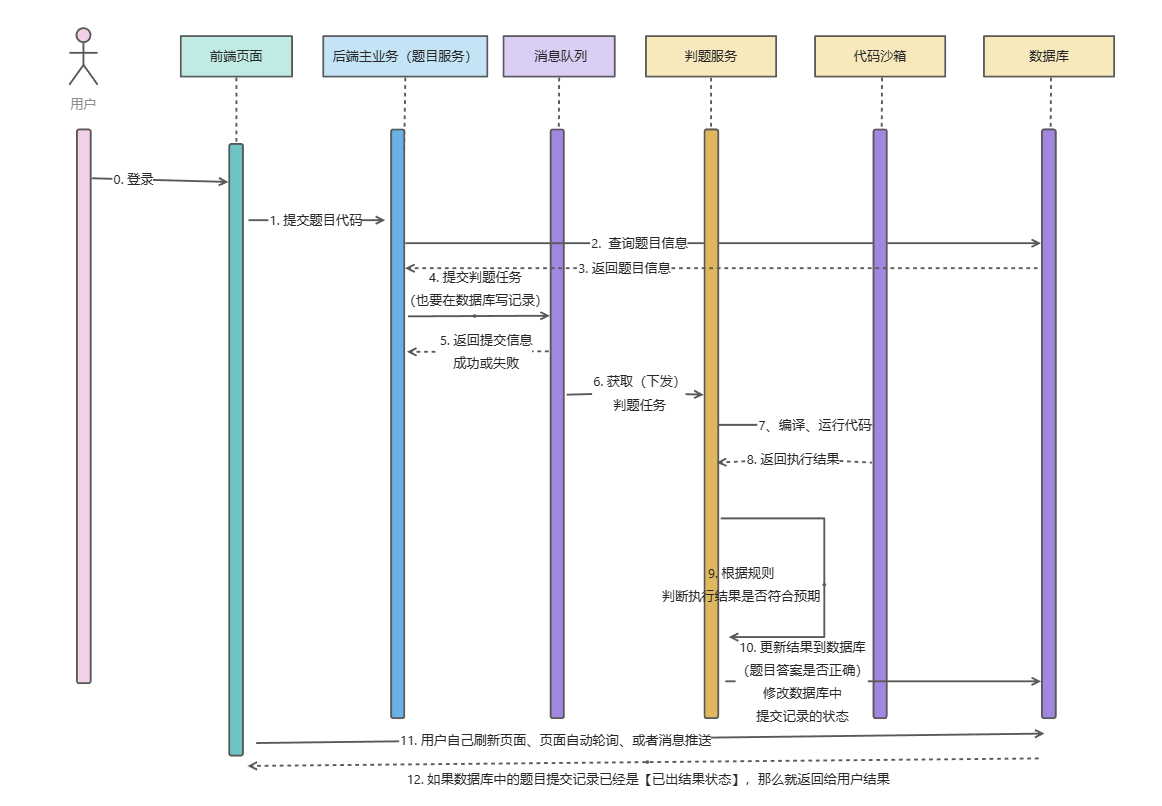 用户
前端页面
后端主业务（题目服务）
消息队列
判题服务
代码沙箱
数据库
0. 登录
1. 提交题目代码
2. 查询题目信息
3. 返回题目信息
4. 提交判题任务
（也要在数据库写记录）
5. 返回提交信息
成功或失败
6. 获取（下发）
判题任务
7、编译、运行代码
8. 返回执行结果
9. 根据规则
判断执行结果是否符合预期
10. 更新结果到数据库
（题目答案是否正确）
修改数据库中
提交记录的状态
11. 用户自己刷新页面、页面自动轮询、或者消息推送
12. 如果数据库中的题目提交记录已经是【已出结果状态】，那么就返回给用户结果